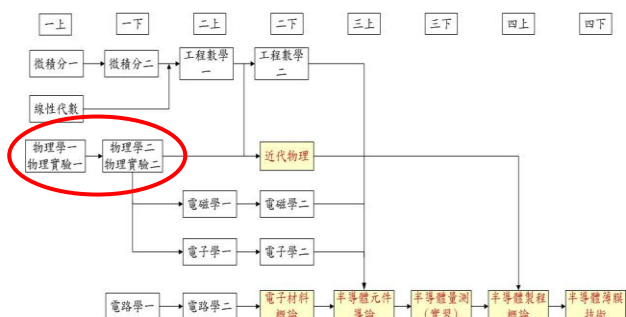 一上 一下 二上 二下 三上 三下 四上 四下
微積分一 微積分二 工程數學一 工程數學二
線性代數
物理學一 物理學二 近代物理
物理實驗一 物理實驗二
電磁學一 電磁學二
電子學一 電子學二
電路學一 電路學二 電子材料 半導體元件 半導體量測 半導體製程 半導體薄膜
概論 導論 (實習) 概論 技術